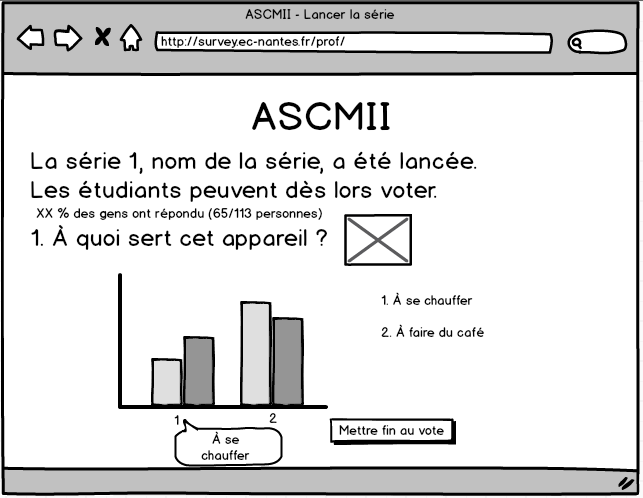 ASCMII - Lancer la série
http://survey.ec-nantes.fr/prof/
ASCMII
La série 1, nom de la série, a été lancée.
Les étudiants peuvent dès lors voter.
XX % des gens ont répondu (65/113 personnes)
1. À quoi sert cet appareil ?
1. À se chauffer
2. À faire du café
1
2
À se
chauffer
Mettre fin au vote